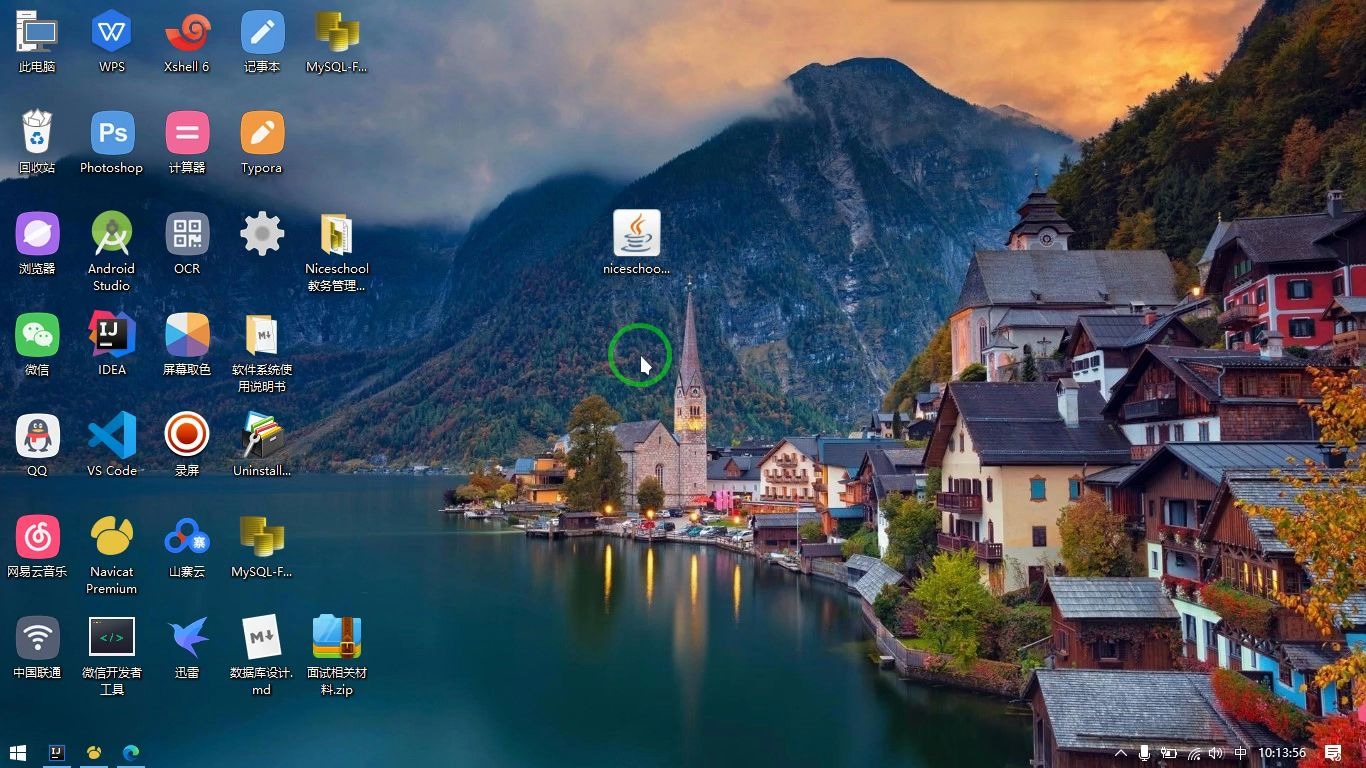 此电脑
WPS
Xshell 6
记事本
MySQL-F...
回收站
Ps
Photoshop
计算器
Typora
浏览器
Android
Studio
OCR
Niceschool
教务管理...
niceschoo...
微信
IJ
IDEA
屏幕取色
M↓
软件系统使
用说明书
QQ
VS Code
录屏
Uninstall...
网易云音乐
Navicat
Premium
寨
山寨云
MySQL-F...
中国联通
</>
微信开发者
工具
迅雷
M↓
数据库设计.
md
面试相关材
料.zip
IJ
中
10:13:56